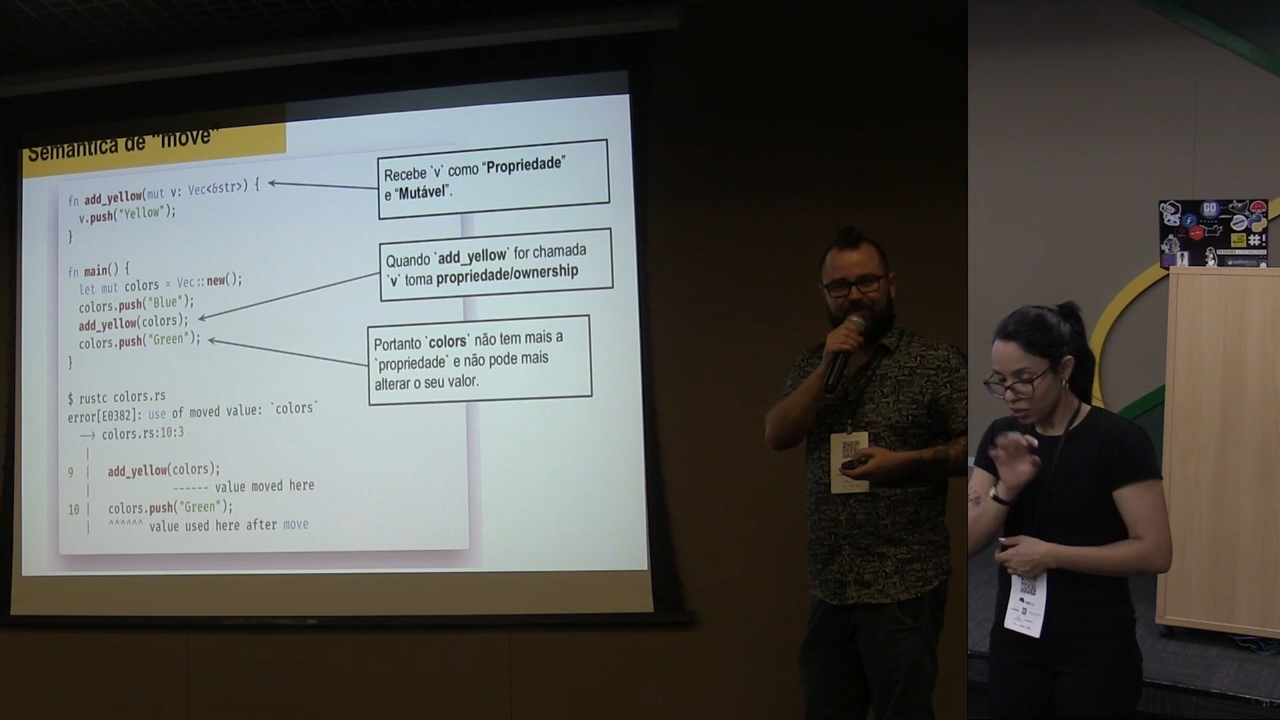 Semântica de "move"
fn add_yellow(mut v: Vec<&str>) {
v.push("Yellow");
}
fn main() {
let mut colors = Vec::new();
colors.push("Blue");
add_yellow(colors);
colors.push("Green");
}
$ rustc colors.rs
error[E0382]: use of moved value: `colors`
—> colors.rs:10:3
|
9 | add_yellow(colors);
| ------ value moved here
10 | colors.push("Green");
| ^^^^^^ value used here after move
Recebe `v` como “Propriedade”
e “Mutável”.
Quando `add_yellow` for chamada
`v` toma propriedade/ownership
Portanto `colors` não tem mais a
`propriedade` e não pode mais
alterar o seu valor.
GO
#!